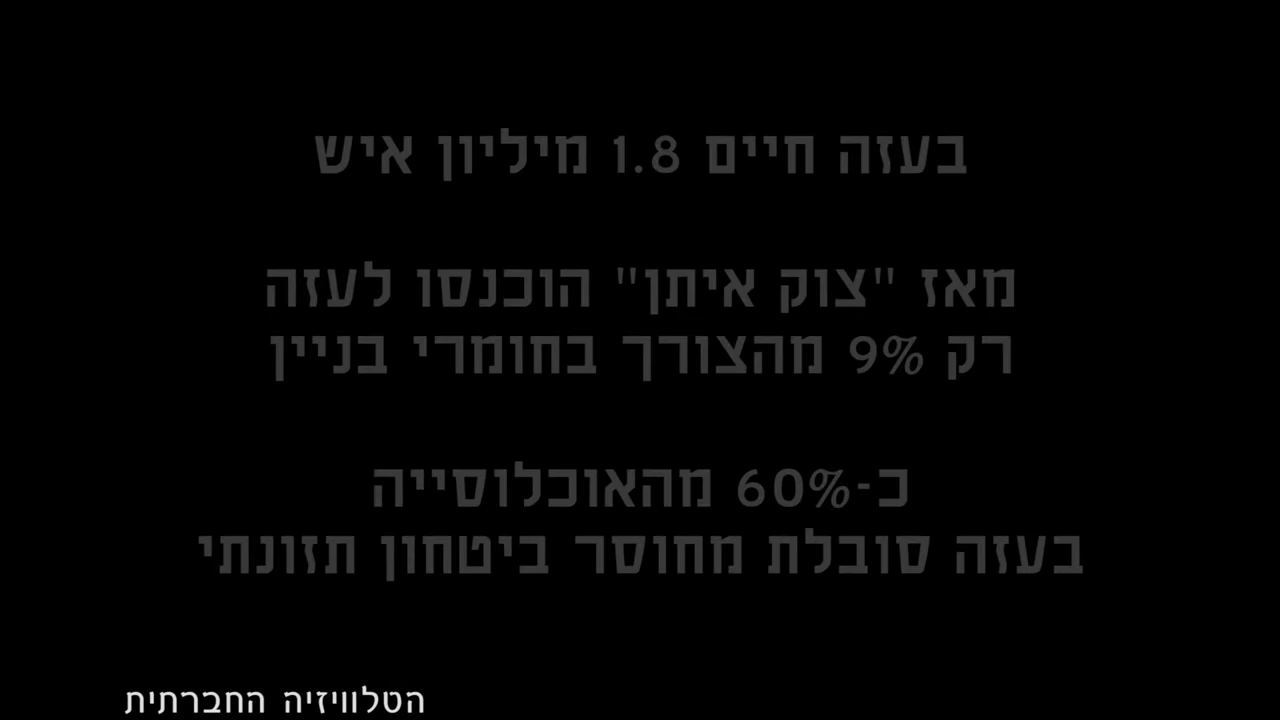 בעזה חיים 1.8 מיליון איש
מאז "צוק איתן" הוכנסו לעזה
רק 9% מהצורך בחומרי בניין
כ-60% מהאוכלוסייה
בעזה סובלת מחוסר ביטחון תזונתי
הטלוויזיה החברתית